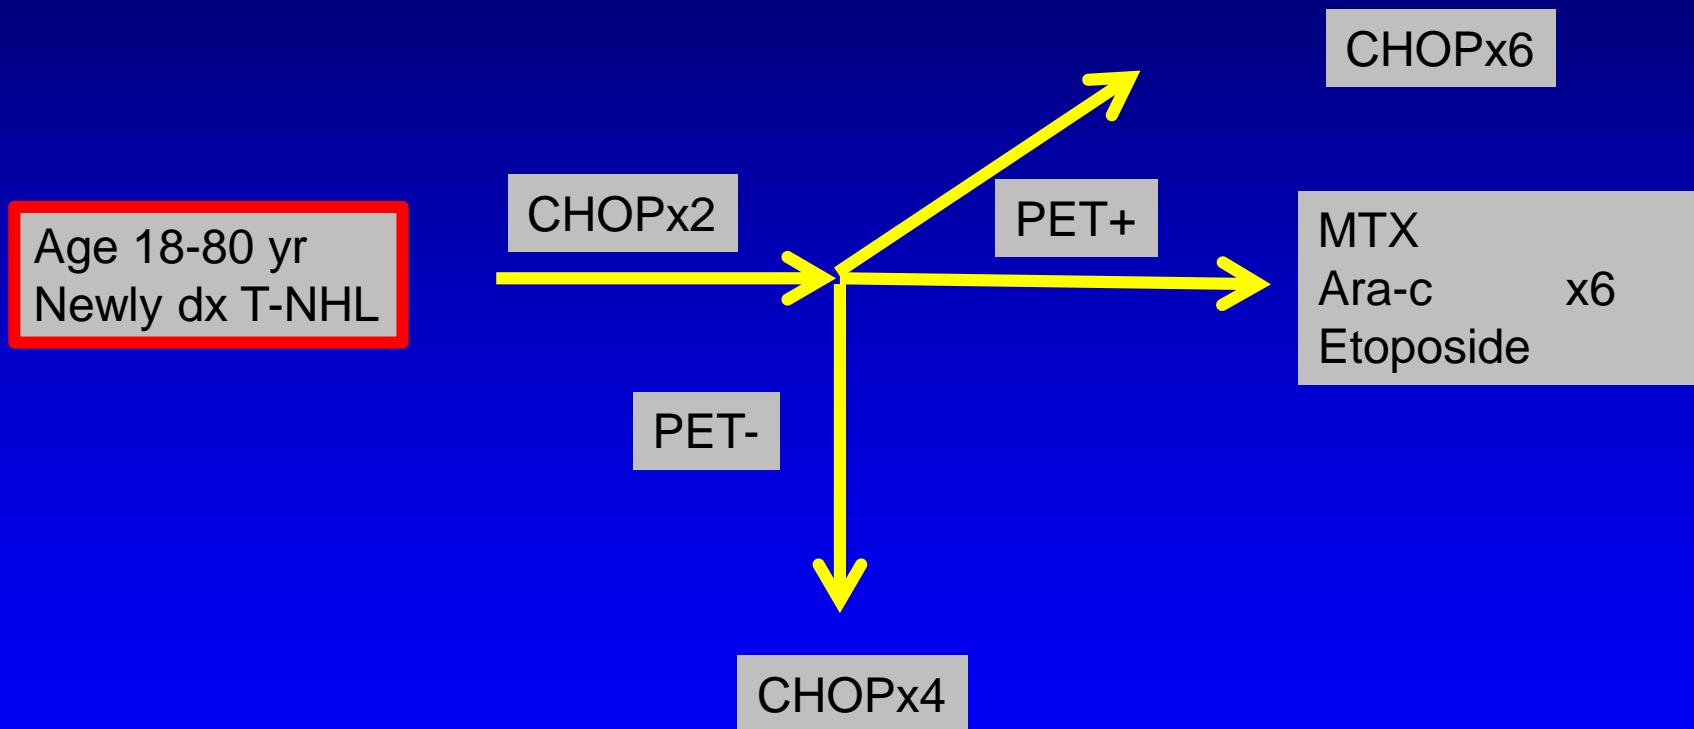 CHOPx6
CHOPx2
PET+
Age 18-80 yr
Newly dx T-NHL
MTX
Ara-c x6
Etoposide
PET-
CHOPx4